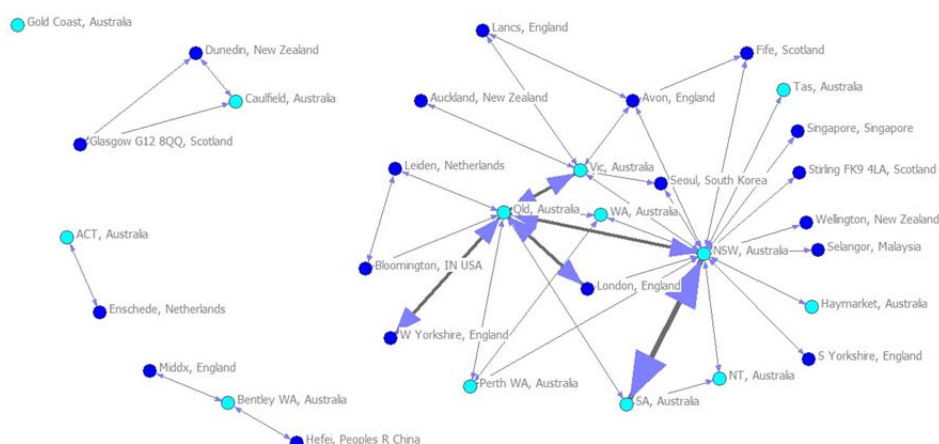 Gold Coast, Australia
Lancs, England
Dunedin, New Zealand
Fife, Scotland
Caulfield, Australia
Auckland, New Zealand
Avon, England
Tas, Australia
Glasgow G12 8QQ, Scotland
Singapore, Singapore
Leiden, Netherlands
Vic, Australia
Stirling FK9 4LA, Scotland
Seoul, South Korea
Qld, Australia
WA, Australia
Wellington, New Zealand
ACT, Australia
NSW, Australia
Selangor, Malaysia
Bloomington, IN USA
London, England
Enschede, Netherlands
Haymarket, Australia
W Yorkshire, England
S Yorkshire, England
Middx, England
Perth WA, Australia
NT, Australia
Bentley WA, Australia
SA, Australia
Hefei, Peoples R China